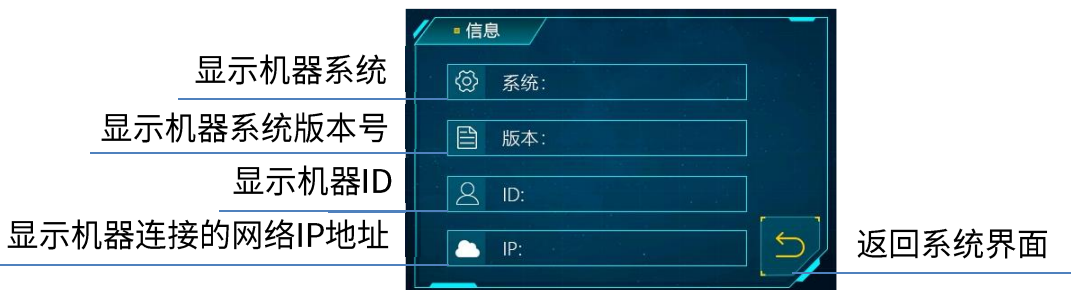 信息
显示机器系统
系统:
显示机器系统版本号
版本:
显示机器ID
ID:
显示机器连接的网络IP地址
IP:
返回系统界面